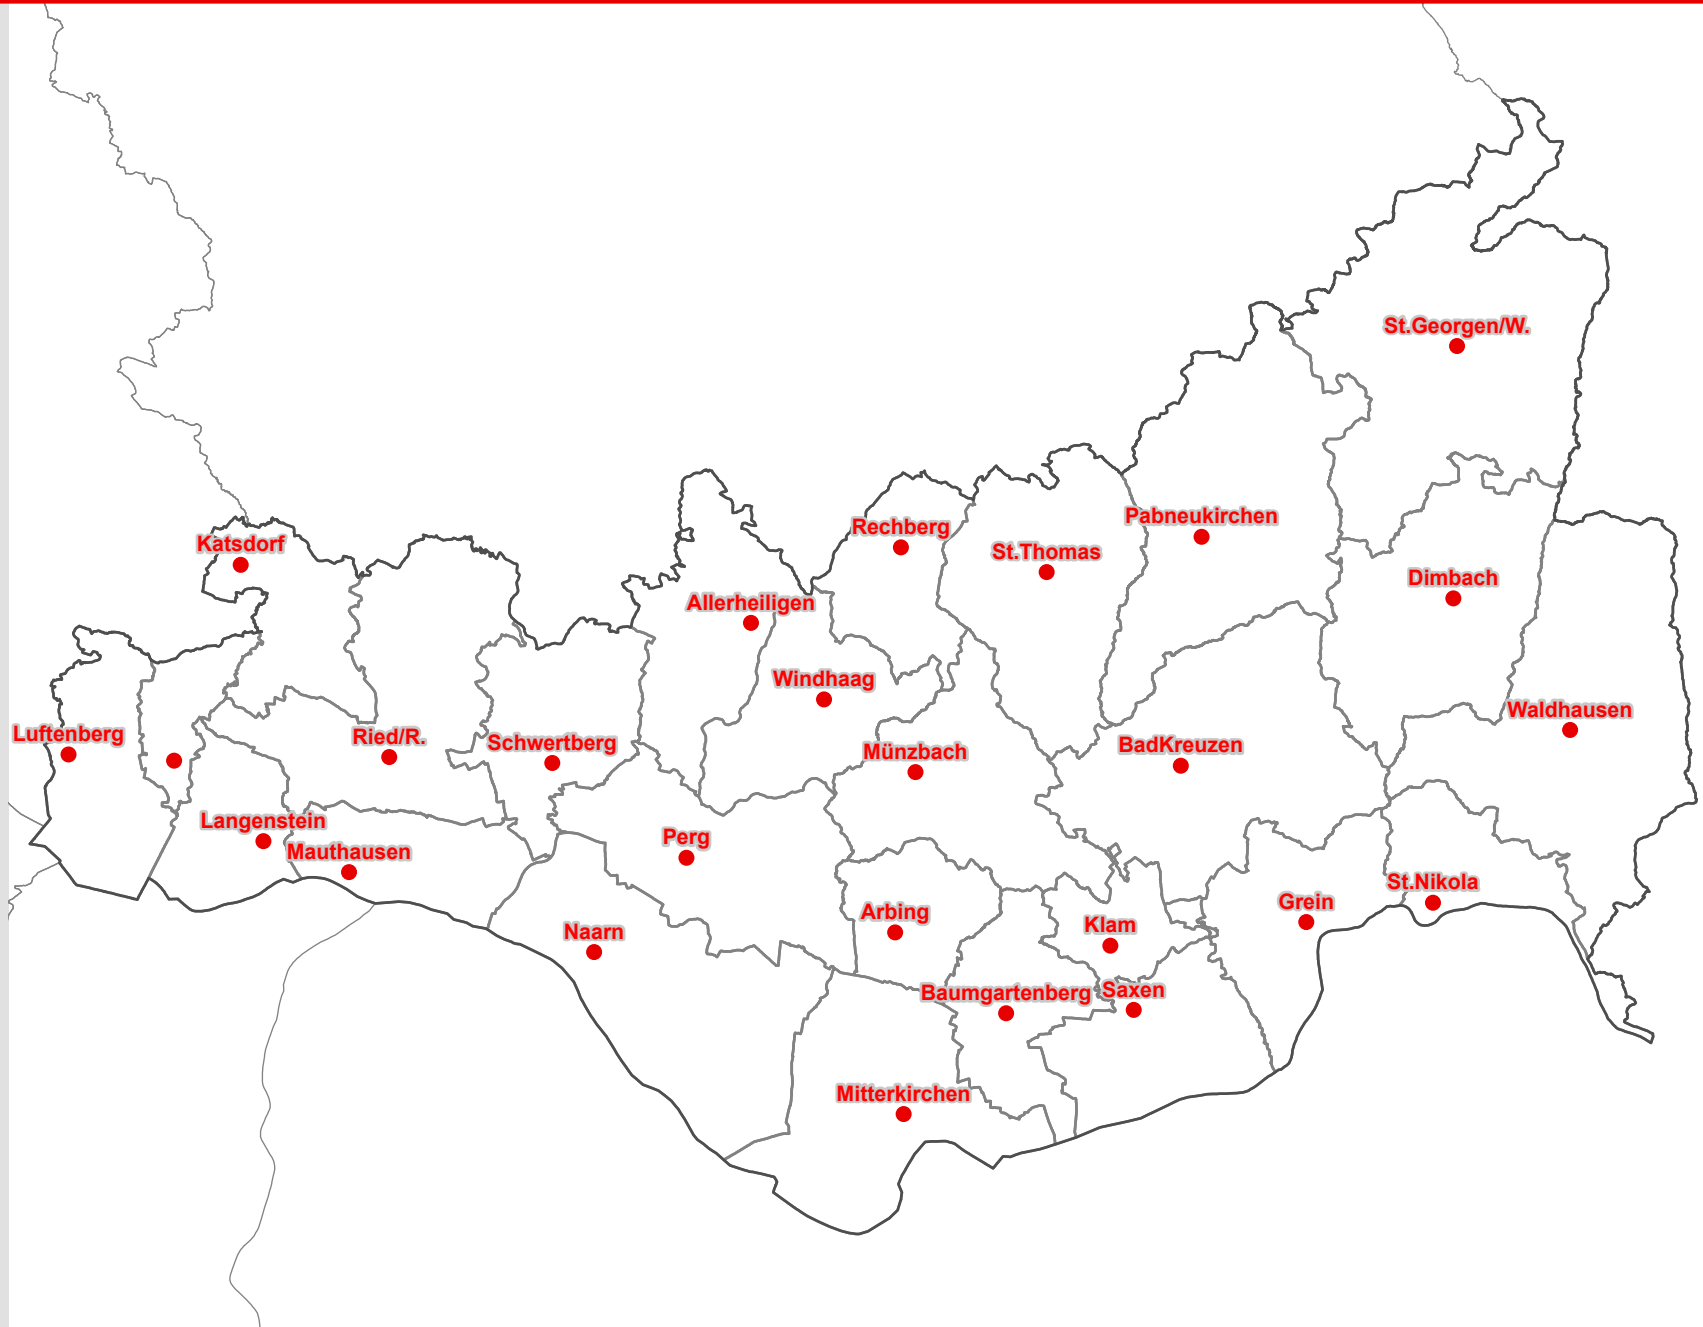 St.Georgen/W.
Pabneukirchen
Rechberg
Katsdorf
St.Thomas
Dimbach
Allerheiligen
Windhaag
Waldhausen
Luftenberg
Ried/R.
Schwertberg
Münzbach
BadKreuzen
Langenstein
Perg
Mauthausen
St.Nikola
Grein
Arbing
Klam
Naarn
Saxen
Baumgartenberg
Mitterkirchen